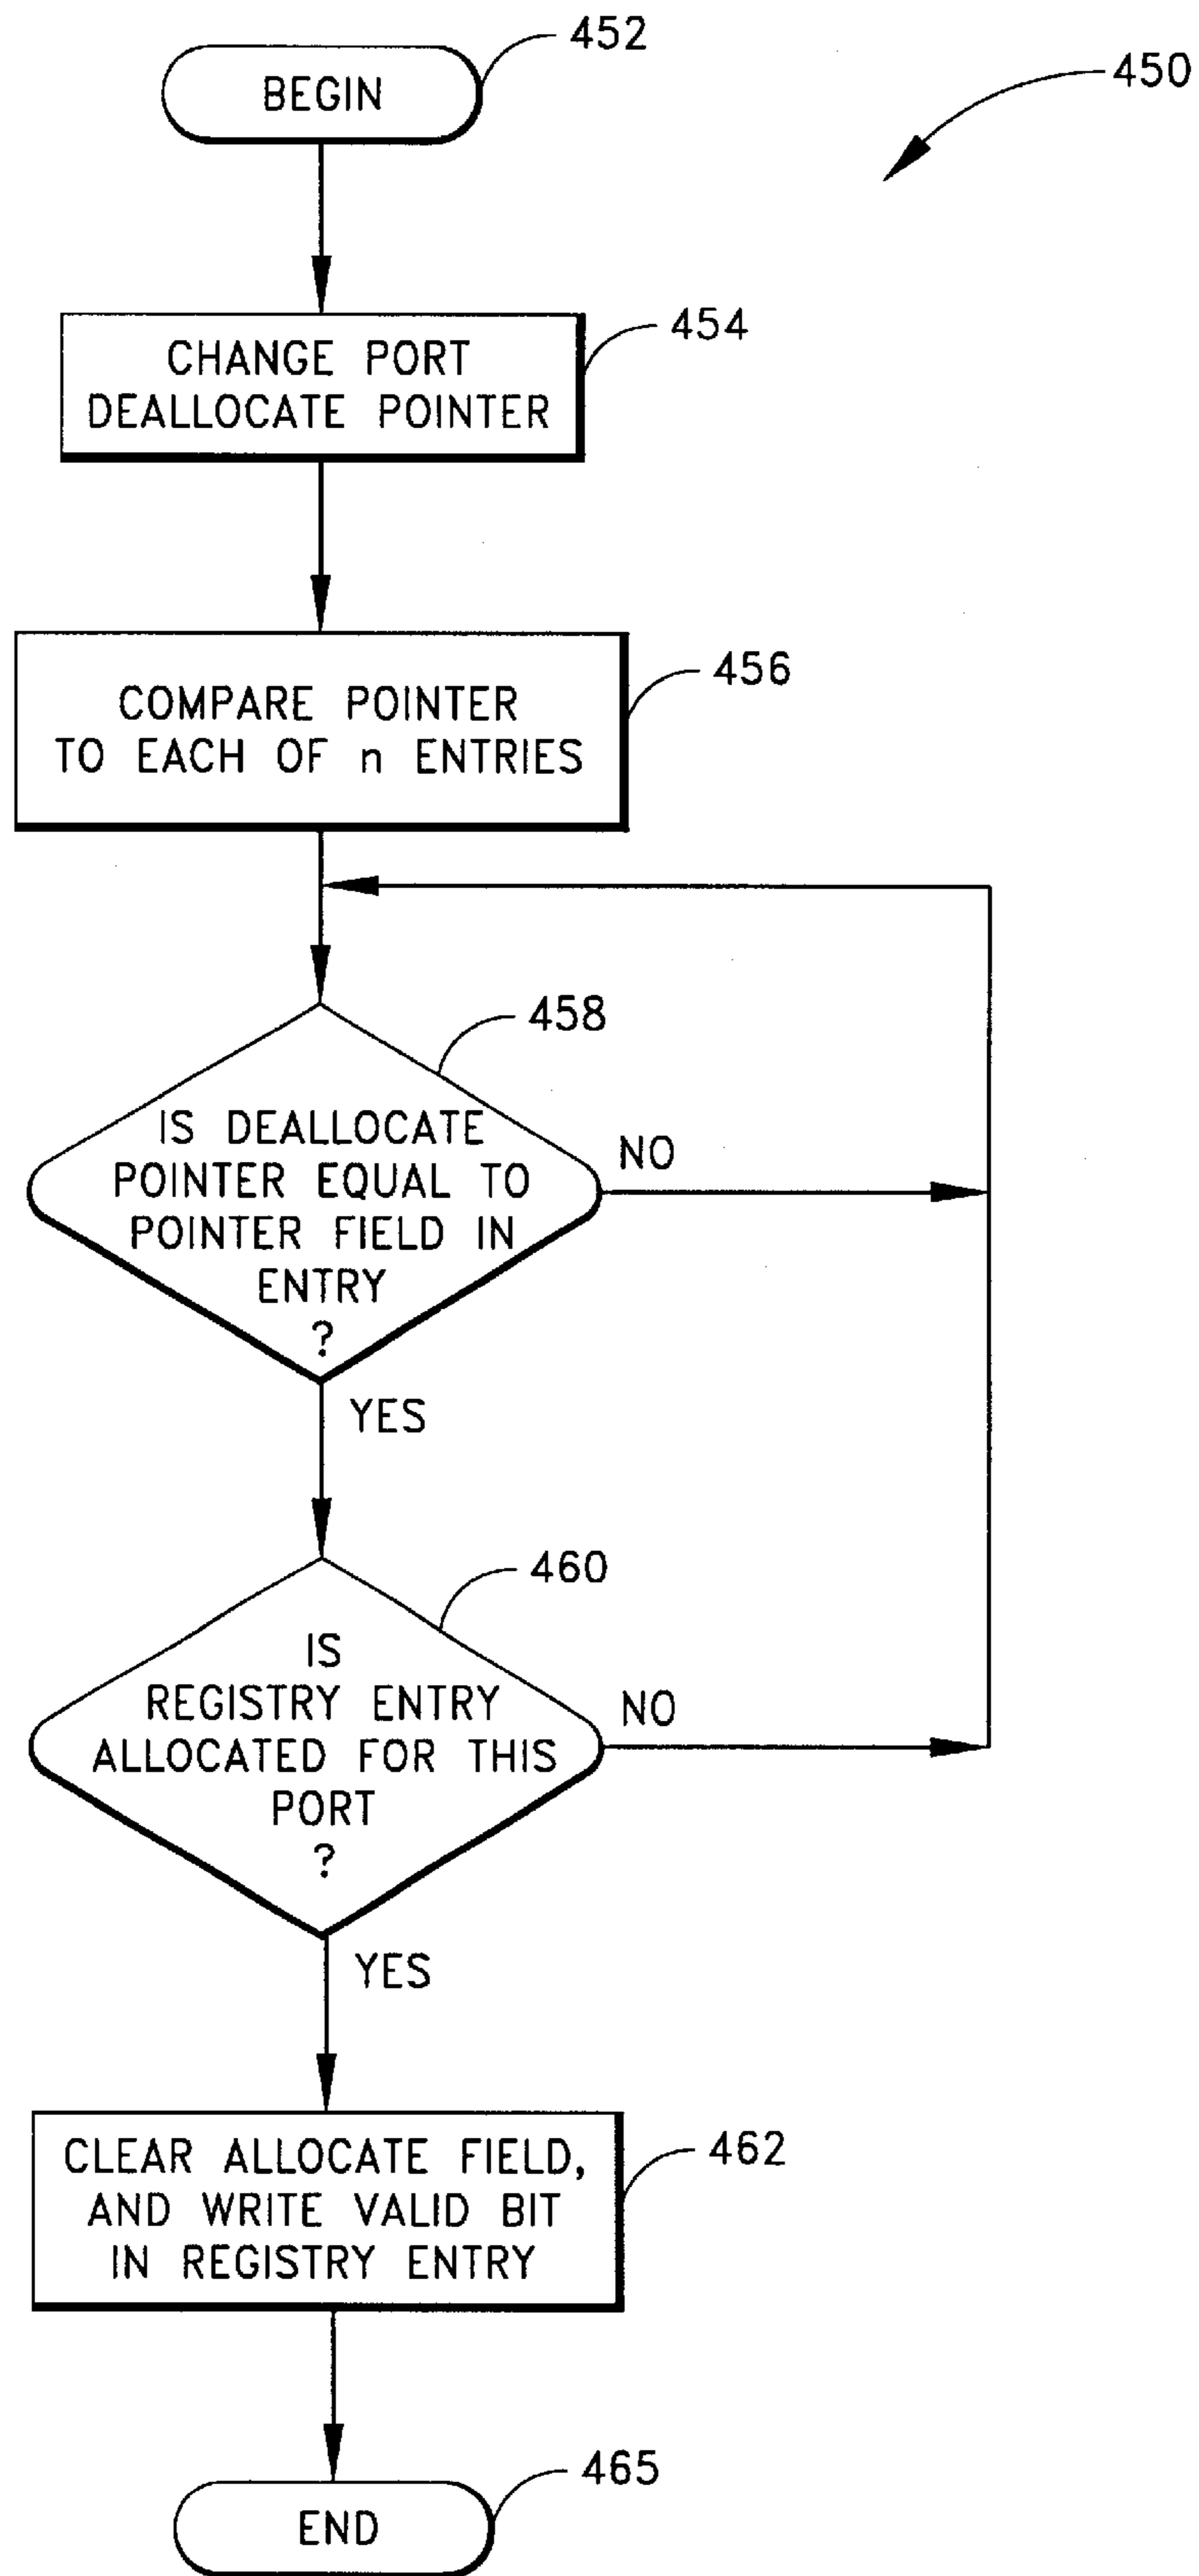 452
BEGIN
450
454
CHANGE PORT
DEALLOCATE POINTER
456
COMPARE POINTER
TO EACH OF n ENTRIES
458
IS DEALLOCATE
POINTER EQUAL TO
POINTER FIELD IN
ENTRY
?
NO
YES
460
IS
REGISTRY ENTRY
ALLOCATED FOR THIS
PORT
?
NO
YES
462
CLEAR ALLOCATE FIELD,
AND WRITE VALID BIT
IN REGISTRY ENTRY
465
END